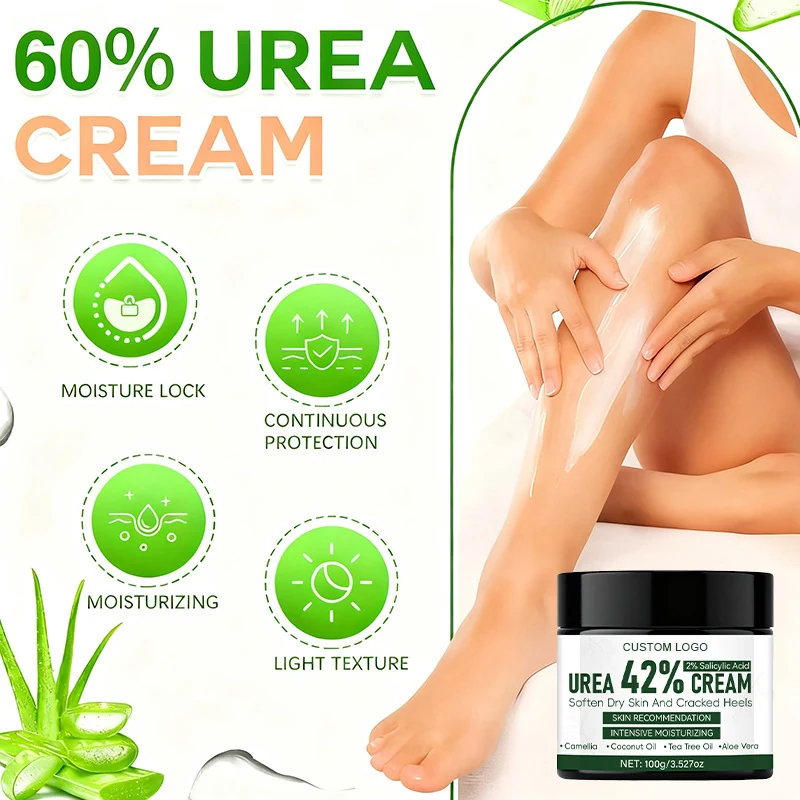 60% UREA
CREAM
MOISTURE LOCK
CONTINUOUS
PROTECTION
MOISTURIZING
LIGHT TEXTURE
CUSTOM LOGO
2% Salicylic Acid
UREA 42% CREAM
Soften Dry Skin And Cracked Heels
SKIN RECOMMENDATION
INTENSIVE MOISTURIZING
• Camellia • Coconut Oil • Tea Tree Oil • Aloe Vera
NET: 100g/3.527oz